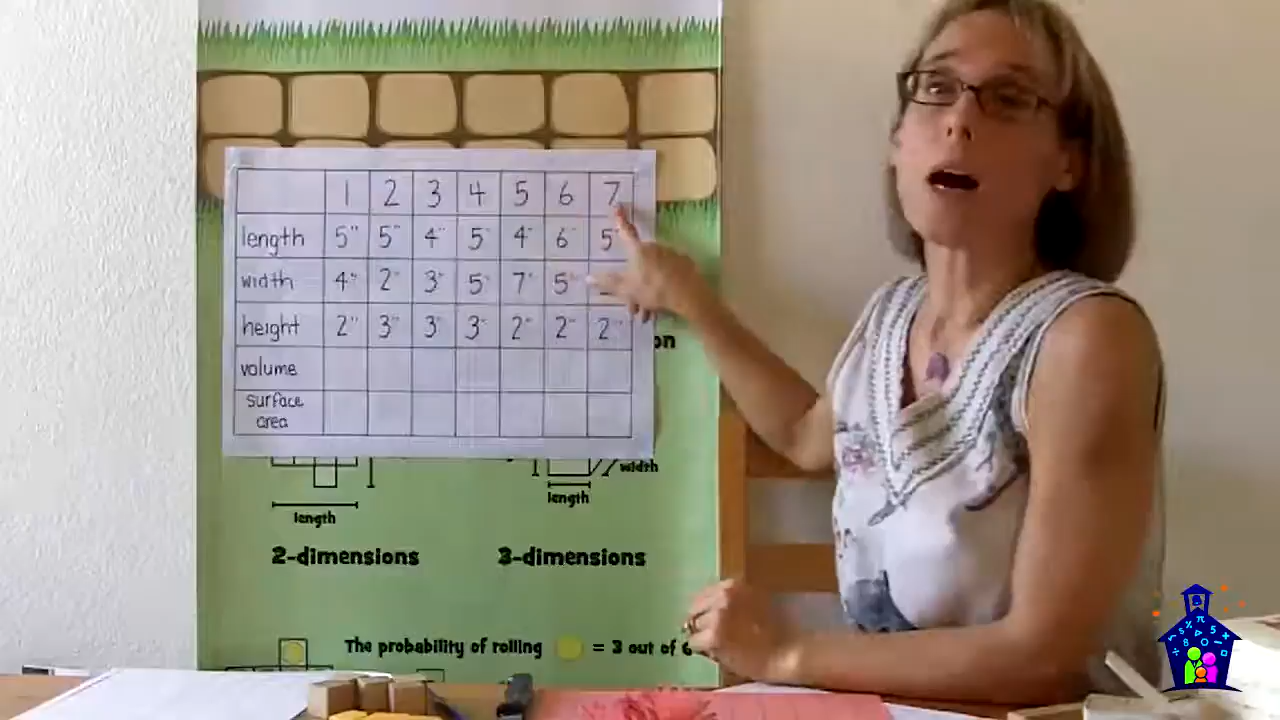 1 2 3 4 5 6 7
length 5" 5" 4" 5" 4" 6" 5"
width 4" 2" 3" 5" 7" 5"
height 2" 3" 3" 3" 2" 2" 2"
volume
surface
area
on
width
length
length
2-dimensions 3-dimensions
The probability of rolling = 3 out of 6